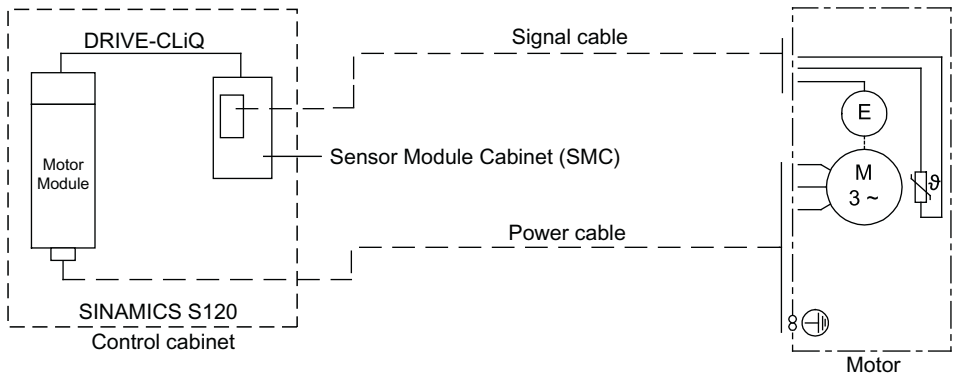 DRIVE-CLiQ
Signal cable
E
Motor
Module
Sensor Module Cabinet (SMC)
M
3 ~
ϑ
Power cable
SINAMICS S120
Control cabinet
Motor